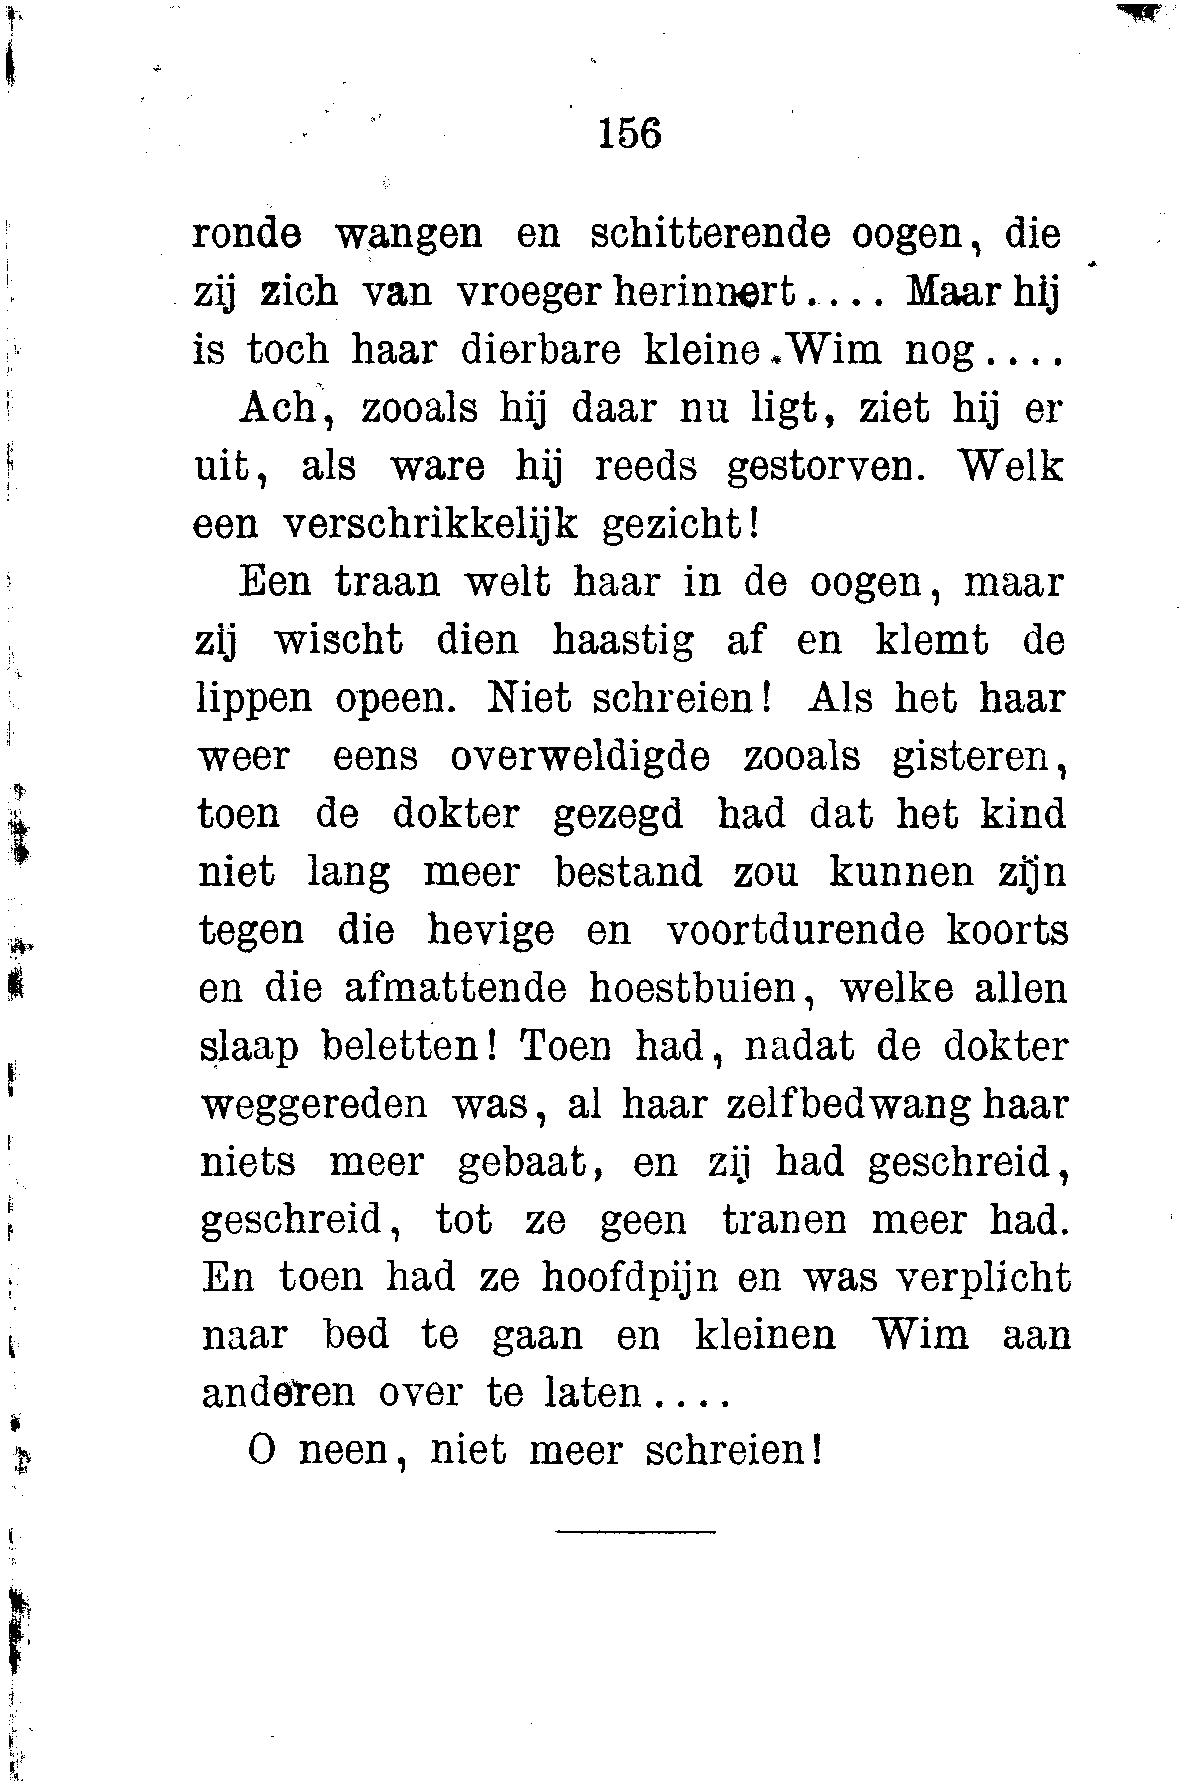 156
ronde wangen en schitterende oogen, die
zij zich van vroeger herinnert.... Maar hij
is toch haar dierbare kleine Wim nog....
Ach, zooals hij daar nu ligt, ziet hij er
uit, als ware hij reeds gestorven. Welk
een verschrikkelijk gezicht!
Een traan welt haar in de oogen, maar
zij wischt dien haastig af en klemt de
lippen opeen. Niet schreien! Als het haar
weer eens overweldigde zooals gisteren,
toen de dokter gezegd had dat het kind
niet lang meer bestand zou kunnen zijn
tegen die hevige en voortdurende koorts
en die afmattende hoestbuien, welke allen
slaap beletten! Toen had, nadat de dokter
weggereden was, al haar zelfbedwang haar
niets meer gebaat, en zij had geschreid,
geschreid, tot ze geen tranen meer had.
En toen had ze hoofdpijn en was verplicht
naar bed te gaan en kleinen Wim aan
anderen over te laten....
O neen, niet meer schreien!